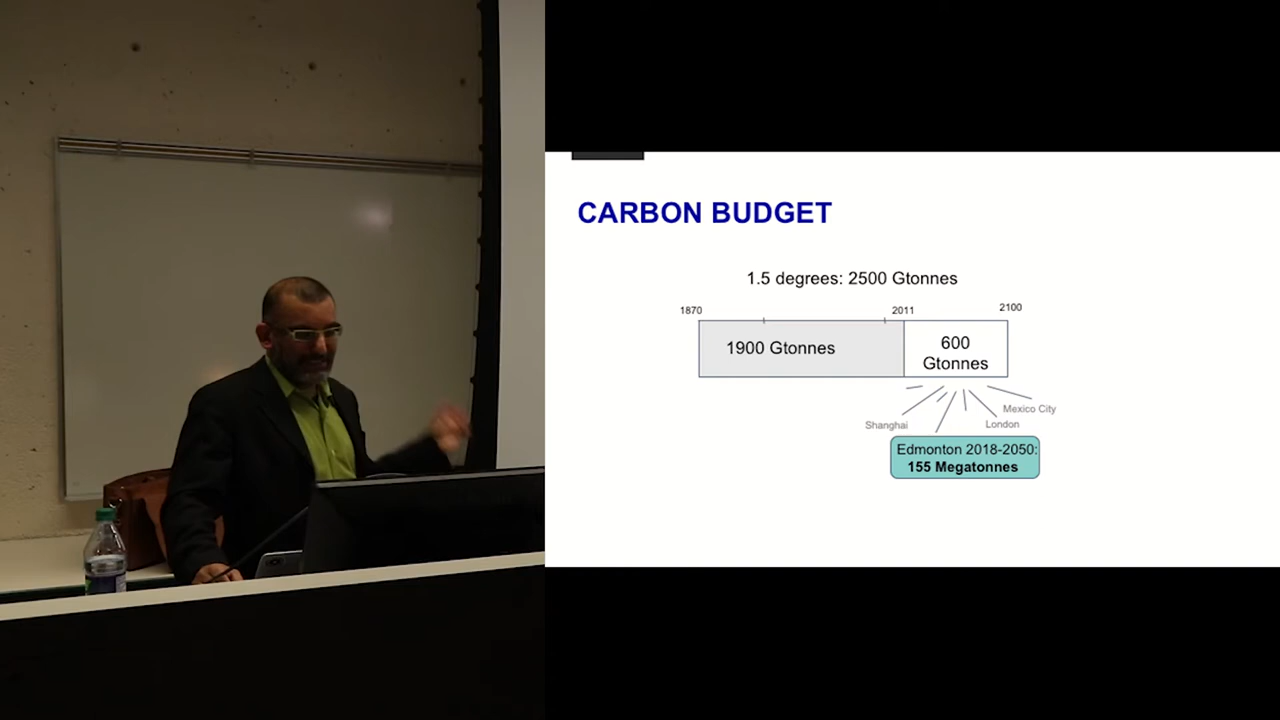 CARBON BUDGET
1.5 degrees: 2500 Gtonnes
1870
2011
2100
1900 Gtonnes
600
Gtonnes
Mexico City
Shanghai
London
Edmonton 2018-2050:
155 Megatonnes